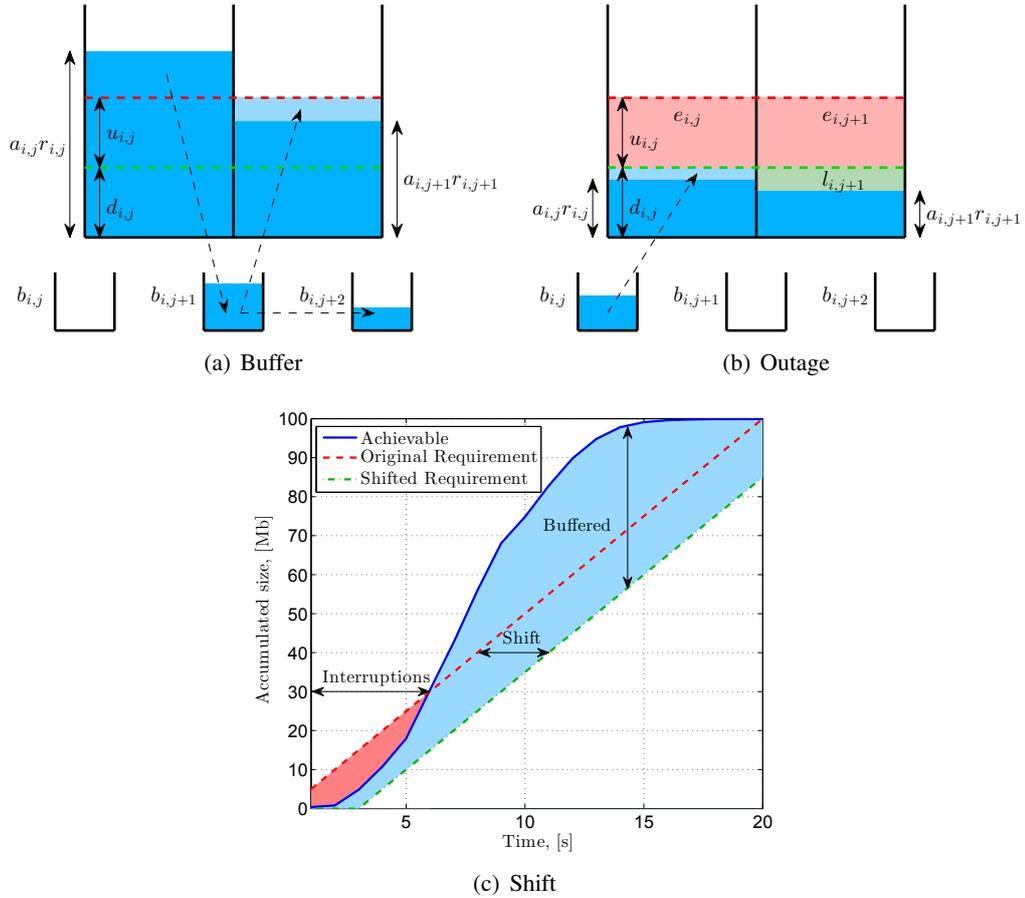 a_{i,j}r_{i,j}
u_{i,j}
d_{i,j}
a_{i,j+1}r_{i,j+1}
b_{i,j}
b_{i,j+1}
b_{i,j+2}
(a) Buffer
e_{i,j}
e_{i,j+1}
u_{i,j}
l_{i,j+1}
a_{i,j}r_{i,j}
d_{i,j}
a_{i,j+1}r_{i,j+1}
b_{i,j}
b_{i,j+1}
b_{i,j+2}
(b) Outage
Achievable
Original Requirement
Shifted Requirement
Buffered
Shift
Interruptions
Accumulated size, [Mb]
100
90
80
70
60
50
40
30
20
10
0
5 10 15 20
Time, [s]
(c) Shift